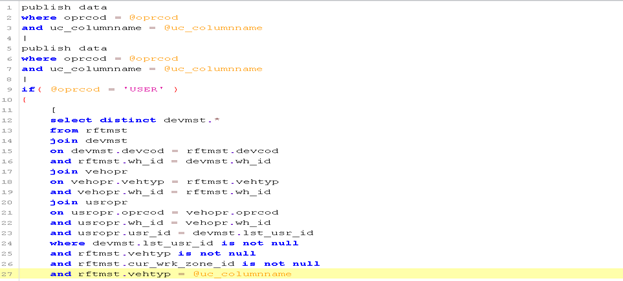 1 publish data
2 where oprcod = @oprcod
3 and uc_columnname = @uc_columnname
4 |
5 publish data
6 where oprcod = @oprcod
7 and uc_columnname = @uc_columnname
8 |
9 if( @oprcod = 'USER' )
10 {
11 [
12 select distinct devmst.*
13 from rftmst
14 join devmst
15 on devmst.devcod = rftmst.devcod
16 and rftmst.wh_id = devmst.wh_id
17 join vehopr
18 on vehopr.vehtyp = rftmst.vehtyp
19 and vehopr.wh_id = rftmst.wh_id
20 join usropr
21 on usropr.oprcod = vehopr.oprcod
22 and usropr.wh_id = vehopr.wh_id
23 and usropr.usr_id = devmst.lst_usr_id
24 where devmst.lst_usr_id is not null
25 and rftmst.vehtyp is not null
26 and rftmst.cur_wrk_zone_id is not null
27 and rftmst.vehtyp = @uc_columnname